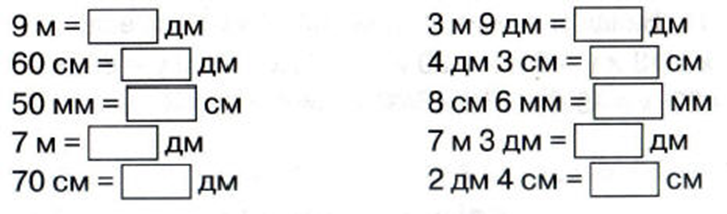 9 м = дм
60 см = дм
50 мм = см
7 м = дм
70 см = дм
3 м 9 дм = дм
4 дм 3 см = см
8 см 6 мм = мм
7 м 3 дм = дм
2 дм 4 см = см